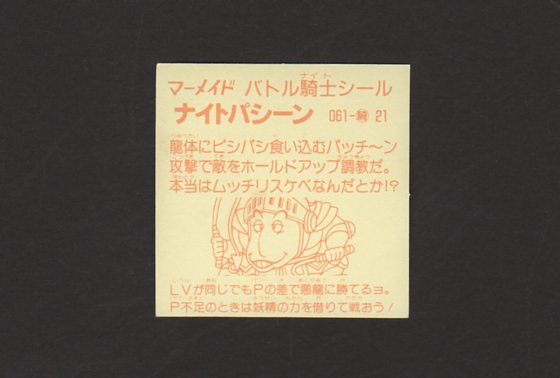 マーメイド バトル騎士シール
ナイトパシーン 061-騎 21
龍体にビシバシ食い込むバッチ〜ン
攻撃で敵をホールドアップ調教だ。
本当はムッチリスケベなんだとか!?
LVが同じでもPの差で悪龍に勝てるヨ。
P不足のときは妖精の力を借りて戦おう!